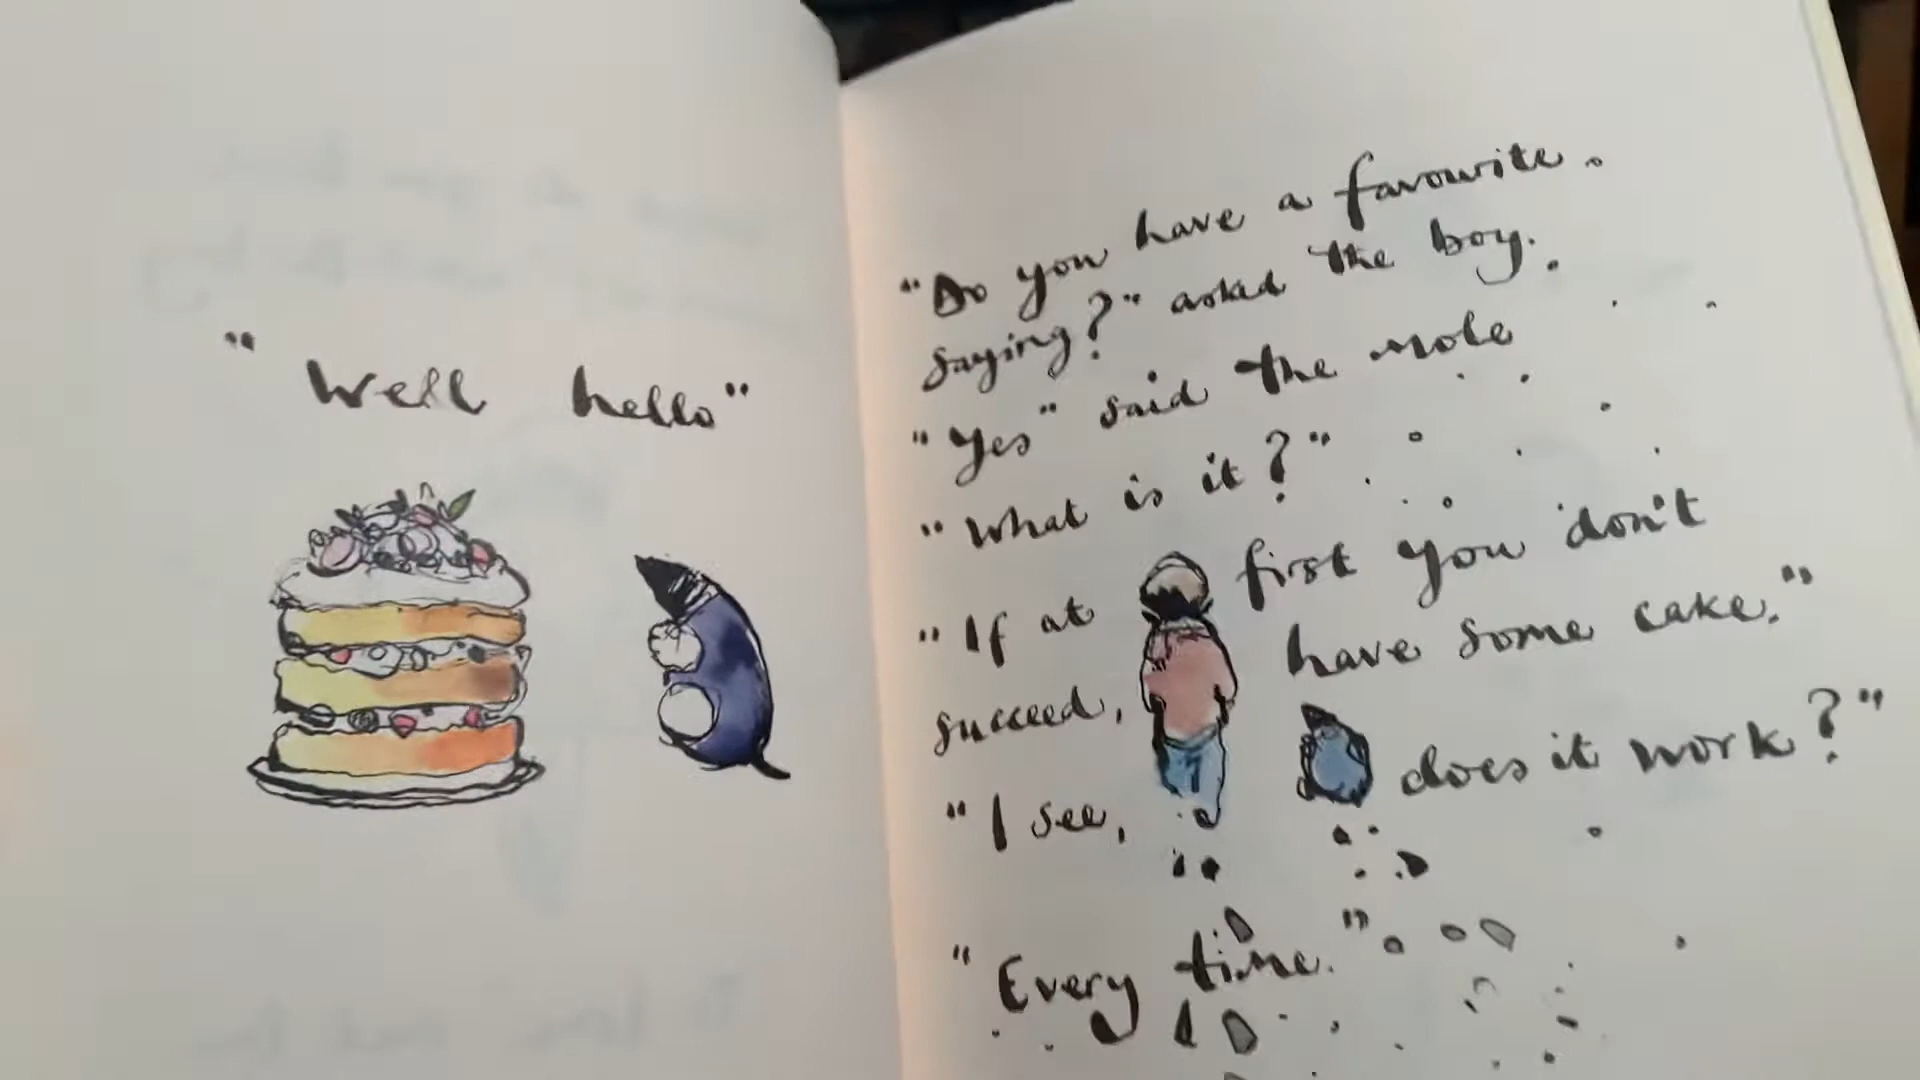 " Well hello"
"Do you have a favourite
saying?" asked the boy.
"Yes" said the mole
"What is it?"
"If at first you don't
succeed, have some cake."
"I see, does it work?"
"Every time."